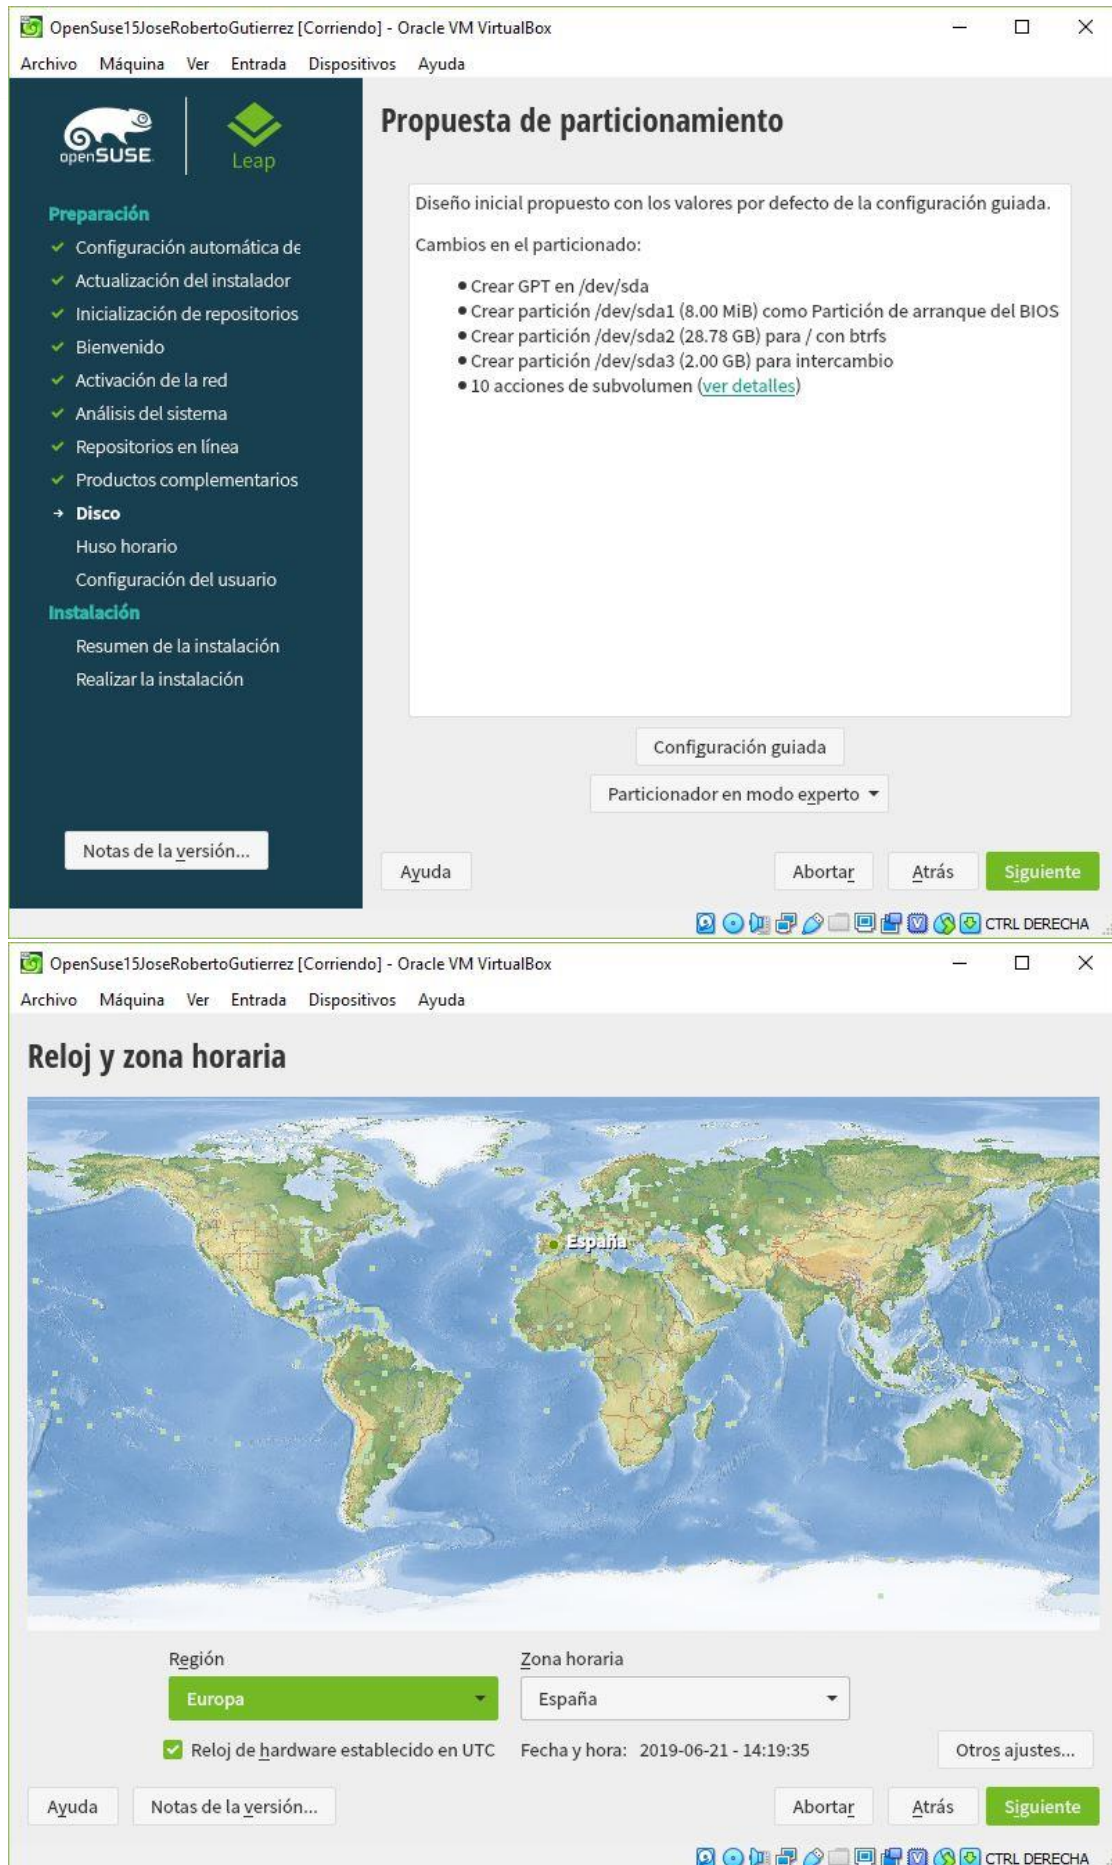 OpenSuse15JoseRobertoGutierrez [Corriendo] - Oracle VM VirtualBox
Archivo Máquina Ver Entrada Dispositivos Ayuda
openSUSE
Leap
Preparación
Configuración automática de
Actualización del instalador
Inicialización de repositorios
Bienvenido
Activación de la red
Análisis del sistema
Repositorios en línea
Productos complementarios
Disco
Huso horario
Configuración del usuario
Instalación
Resumen de la instalación
Realizar la instalación
Notas de la versión...
Propuesta de particionamiento
Diseño inicial propuesto con los valores por defecto de la configuración guiada.
Cambios en el particionado:
Crear GPT en /dev/sda
Crear partición /dev/sda1 (8.00 MiB) como Partición de arranque del BIOS
Crear partición /dev/sda2 (28.78 GB) para / con btrfs
Crear partición /dev/sda3 (2.00 GB) para intercambio
10 acciones de subvolumen (ver detalles)
Configuración guiada
Particionador en modo experto
Ayuda Abortar Atrás Siguiente
CTRL DERECHA
OpenSuse15JoseRobertoGutierrez [Corriendo] - Oracle VM VirtualBox
Archivo Máquina Ver Entrada Dispositivos Ayuda
Reloj y zona horaria
España
Región Zona horaria
Europa España
Reloj de hardware establecido en UTC Fecha y hora: 2019-06-21 - 14:19:35 Otros ajustes...
Ayuda Notas de la versión... Abortar Atrás Siguiente
CTRL DERECHA